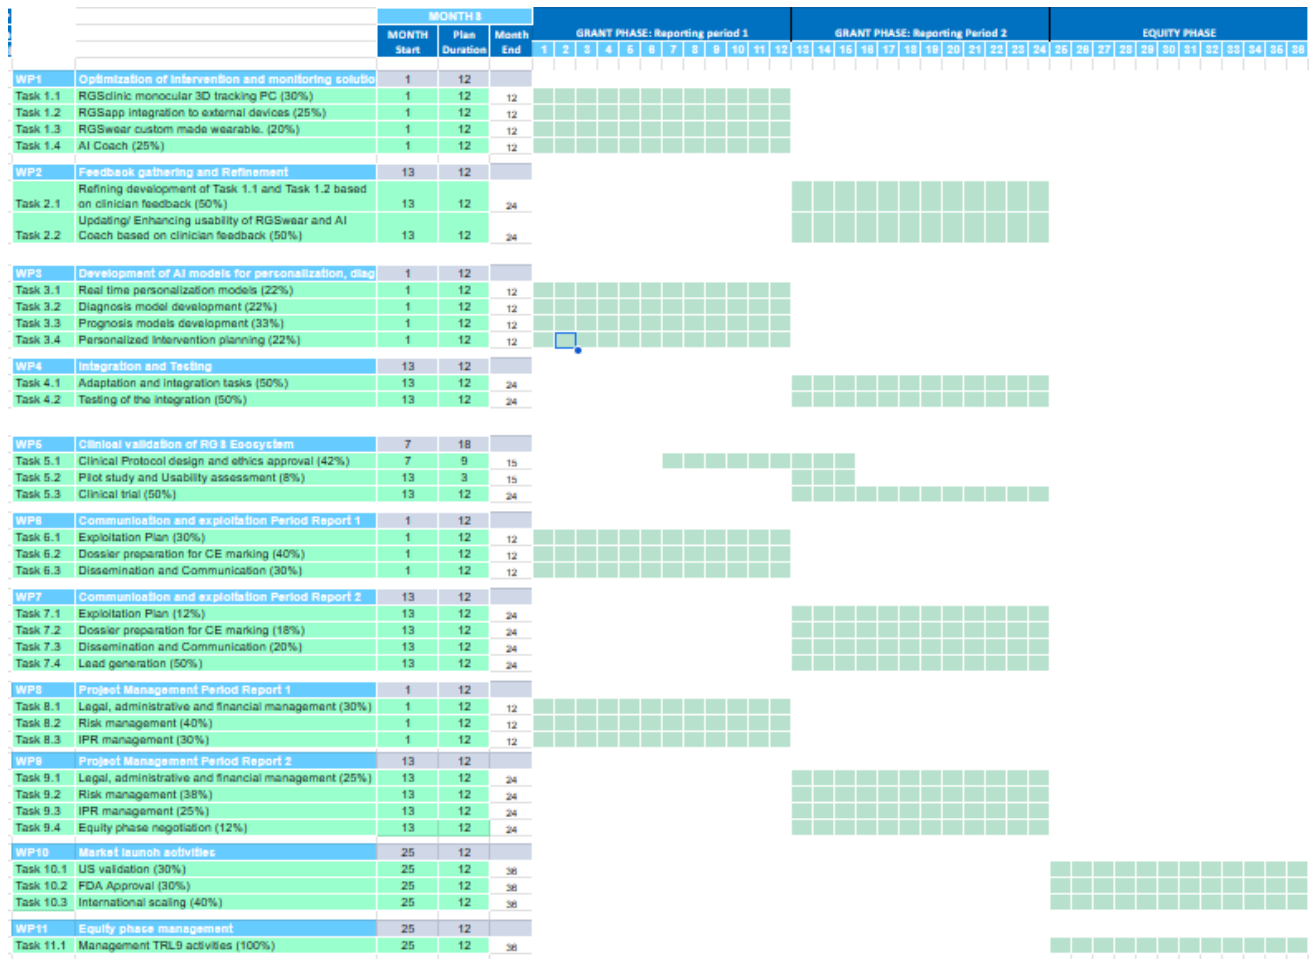 MONTHS
MONTH Start Plan Duration Month End GRANT PHASE: Reporting period 1 GRANT PHASE: Reporting Period 2 EQUITY PHASE
1 2 3 4 5 6 7 8 9 10 11 12 13 14 15 16 17 18 19 20 21 22 23 24 25 26 27 28 29 30 31 32 33 34 35 36
WP1 Optimization of intervention and monitoring solutio 1 12
Task 1.1 RGSclinic monocular 3D tracking PC (30%) 1 12 12
Task 1.2 RGSapp integration to external devices (25%) 1 12 12
Task 1.3 RGSwear custom made wearable. (20%) 1 12 12
Task 1.4 AI Coach (25%) 1 12 12
WP2 Feedback gathering and Refinement 13 12
Refining development of Task 1.1 and Task 1.2 based
Task 2.1 on clinician feedback (50%) 13 12 24
Updating/ Enhancing usability of RGSwear and AI
Task 2.2 Coach based on clinician feedback (50%) 13 12 24
WP3 Development of AI models for personalization, diag 1 12
Task 3.1 Real time personalization models (22%) 1 12 12
Task 3.2 Diagnosis model development (22%) 1 12 12
Task 3.3 Prognosis models development (33%) 1 12 12
Task 3.4 Personalized Intervention planning (22%) 1 12 12
WP4 Integration and Testing 13 12
Task 4.1 Adaptation and integration tasks (50%) 13 12 24
Task 4.2 Testing of the integration (50%) 13 12 24
WP5 Clinical validation of RGS Ecosystem 7 18
Task 5.1 Clinical Protocol design and ethics approval (42%) 7 9 15
Task 5.2 Pilot study and Usability assessment (8%) 13 3 15
Task 5.3 Clinical trial (50%) 13 12 24
WP6 Communication and exploitation Period Report 1 1 12
Task 6.1 Exploitation Plan (30%) 1 12 12
Task 6.2 Dossier preparation for CE marking (40%) 1 12 12
Task 6.3 Dissemination and Communication (30%) 1 12 12
WP7 Communication and exploitation Period Report 2 13 12
Task 7.1 Exploitation Plan (12%) 13 12 24
Task 7.2 Dossier preparation for CE marking (18%) 13 12 24
Task 7.3 Dissemination and Communication (20%) 13 12 24
Task 7.4 Lead generation (50%) 13 12 24
WP8 Project Management Period Report 1 1 12
Task 8.1 Legal, administrative and financial management (30%) 1 12 12
Task 8.2 Risk management (40%) 1 12 12
Task 8.3 IPR management (30%) 1 12 12
WP9 Project Management Period Report 2 13 12
Task 9.1 Legal, administrative and financial management (25%) 13 12 24
Task 9.2 Risk management (38%) 13 12 24
Task 9.3 IPR management (25%) 13 12 24
Task 9.4 Equity phase negotiation (12%) 13 12 24
WP10 Market launch activities 25 12
Task 10.1 US validation (30%) 25 12 36
Task 10.2 FDA Approval (30%) 25 12 36
Task 10.3 International scaling (40%) 25 12 36
WP11 Equity phase management 25 12
Task 11.1 Management TRL9 activities (100%) 25 12 36